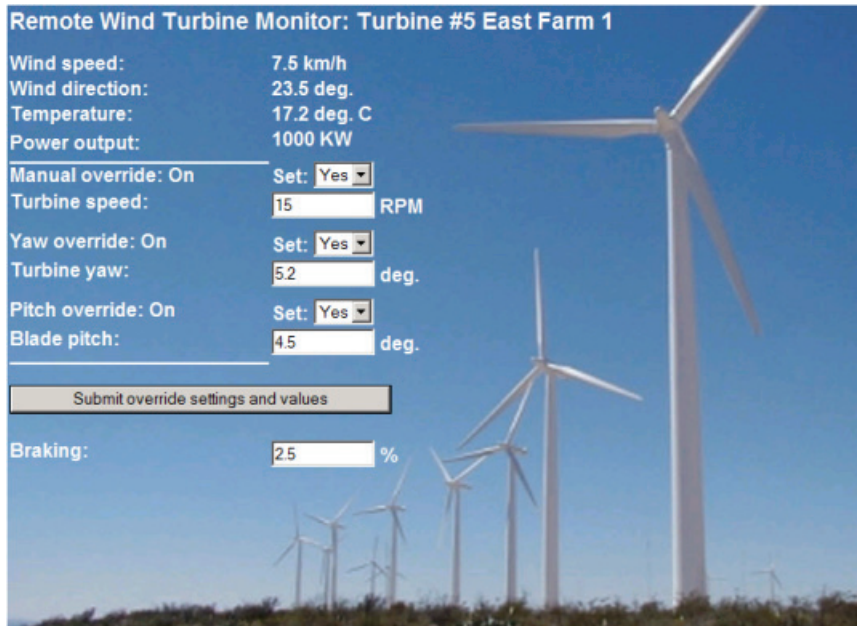 Remote Wind Turbine Monitor: Turbine #5 East Farm 1
Wind speed: 7.5 km/h
Wind direction: 23.5 deg.
Temperature: 17.2 deg. C
Power output: 1000 KW
Manual override: On Set: Yes
Turbine speed: 15 RPM
Yaw override: On Set: Yes
Turbine yaw: 5.2 deg.
Pitch override: On Set: Yes
Blade pitch: 4.5 deg.
Submit override settings and values
Braking: 2.5 %